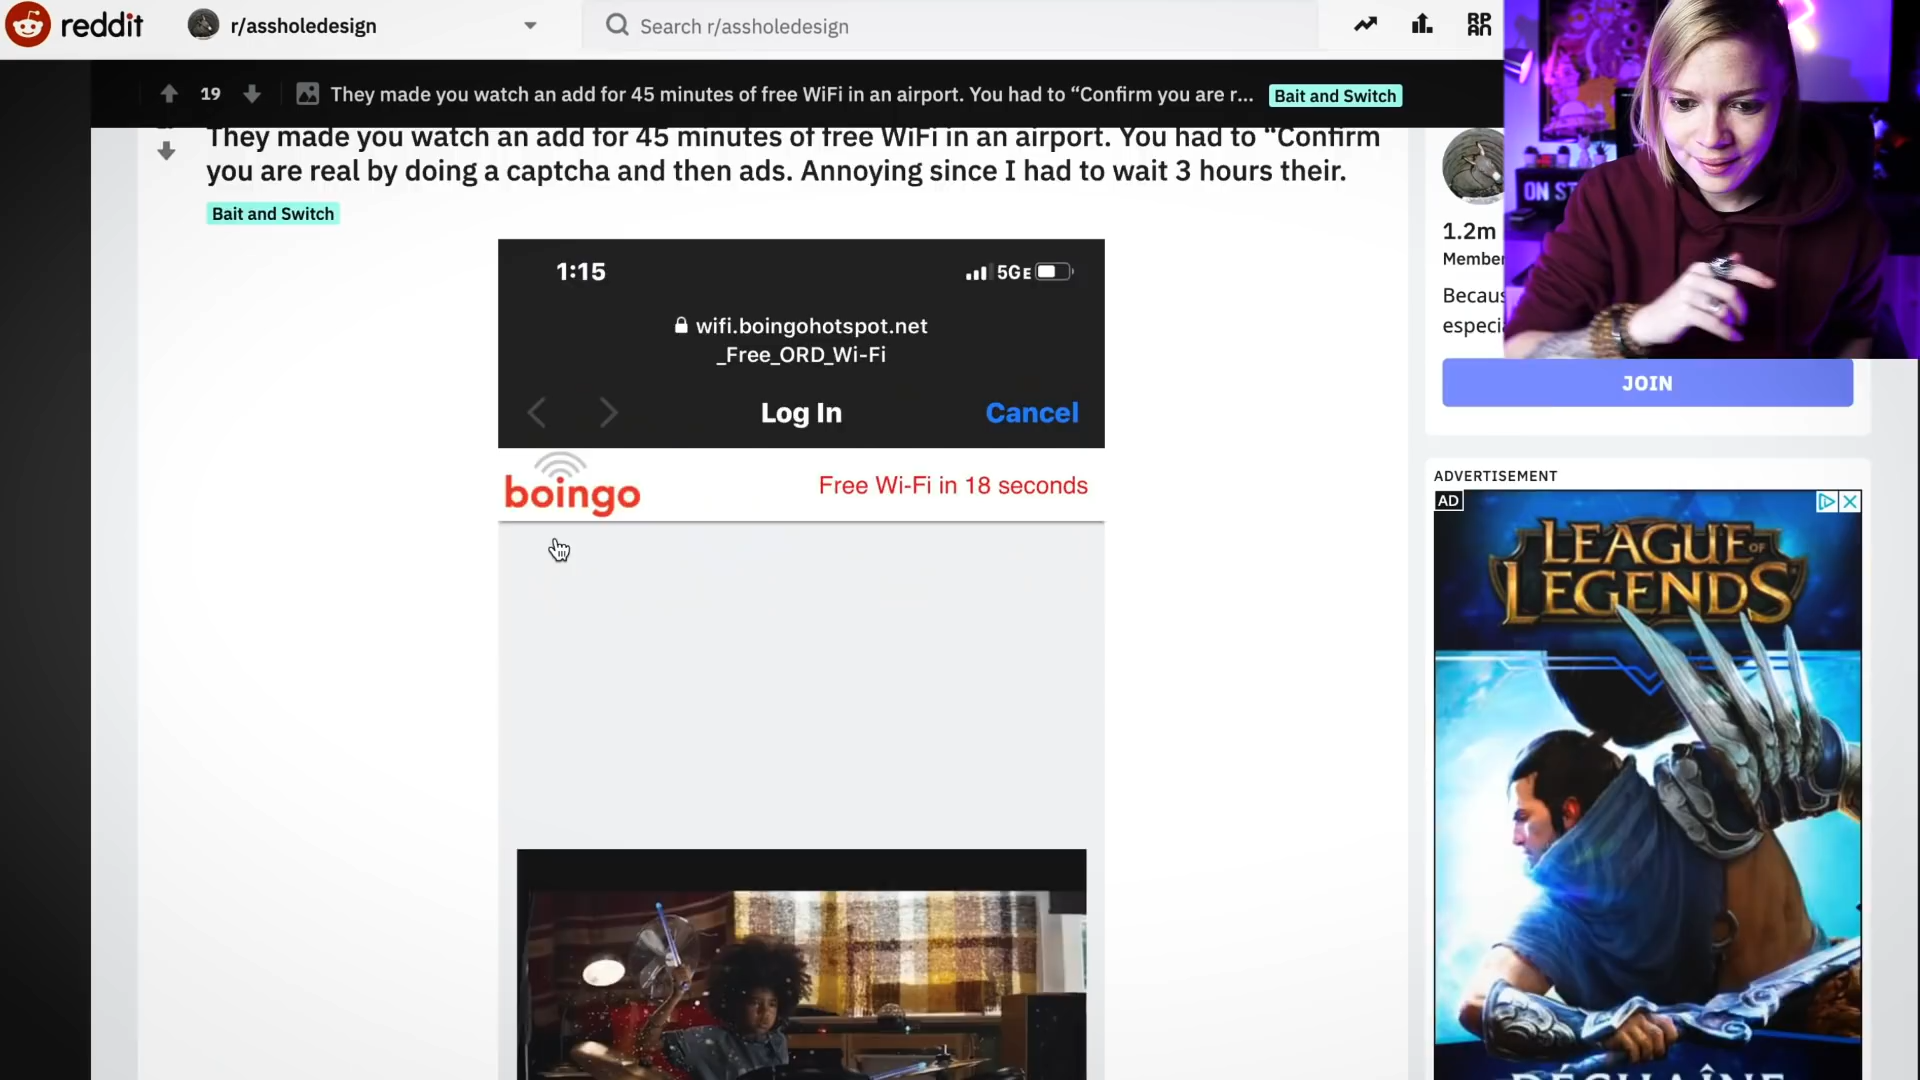 reddit
r/assholedesign
Search r/assholedesign
RP
AN
19
They made you watch an add for 45 minutes of free WiFi in an airport. You had to “Confirm you are r...
Bait and Switch
They made you watch an add for 45 minutes of free WiFi in an airport. You had to “Confirm
you are real by doing a captcha and then ads. Annoying since I had to wait 3 hours their.
Bait and Switch
1:15
5GE
wifi.boingohotspot.net
_Free_ORD_Wi-Fi
Log In
Cancel
boingo
Free Wi-Fi in 18 seconds
ON
1.2m
JOIN
ADVERTISEMENT
AD
LEAGUE OF
LEGENDS
DÉCHAÎNE